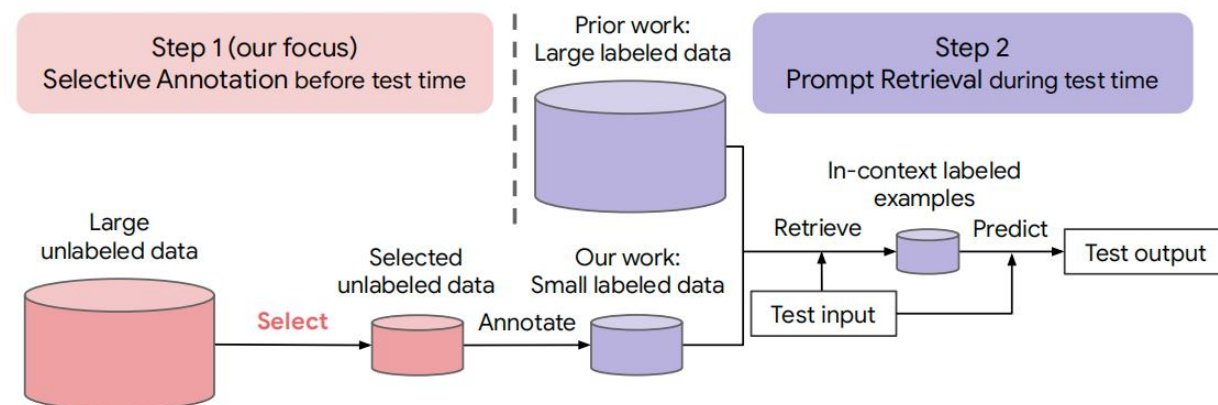 Step 1 (our focus)
Selective Annotation before test time
Prior work:
Large labeled data
Step 2
Prompt Retrieval during test time
In-context labeled
examples
Large
unlabeled data
Retrieve
Predict
Test output
Selected
unlabeled data
Our work:
Small labeled data
Select
Annotate
Test input